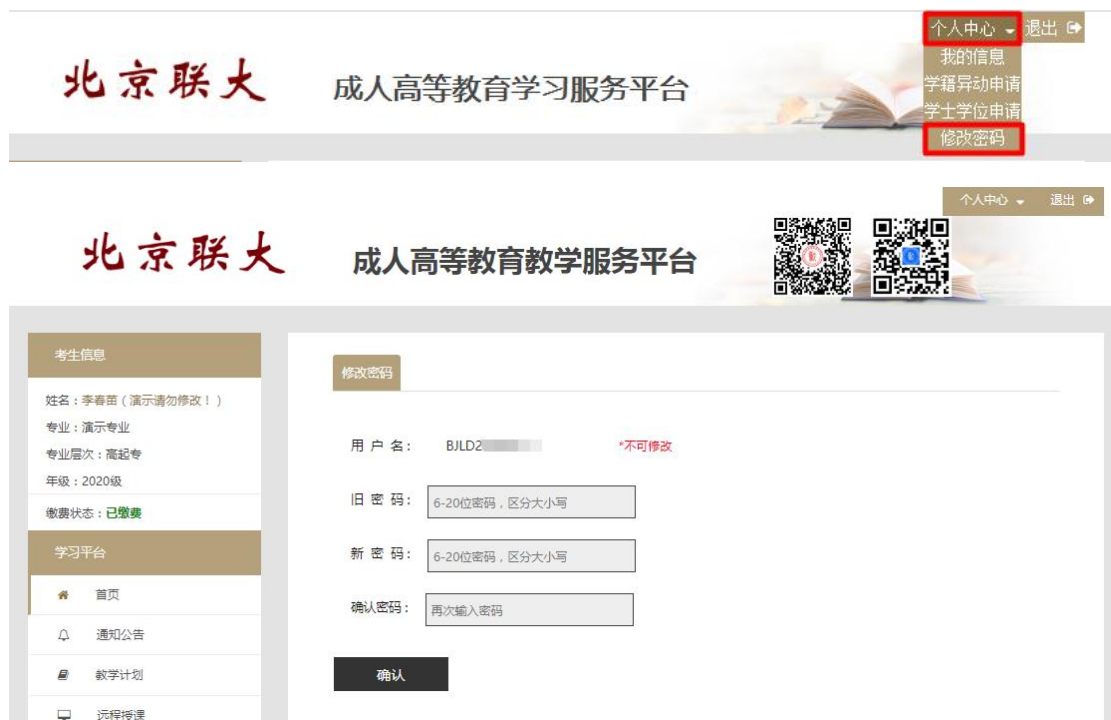 个人中心 退出
我的信息
学籍异动申请
学士学位申请
修改密码
北京联大 成人高等教育学习服务平台
个人中心 退出
北京联大 成人高等教育教学服务平台
考生信息
姓名：李春苗（演示请勿修改！）
专业：演示专业
专业层次：高起专
年级：2020级
缴费状态：已缴费
学习平台
首页
通知公告
教学计划
远程授课
修改密码
用 户 名： BJLD2 *不可修改
旧 密 码： 6-20位密码，区分大小写
新 密 码： 6-20位密码，区分大小写
确认密码： 再次输入密码
确认